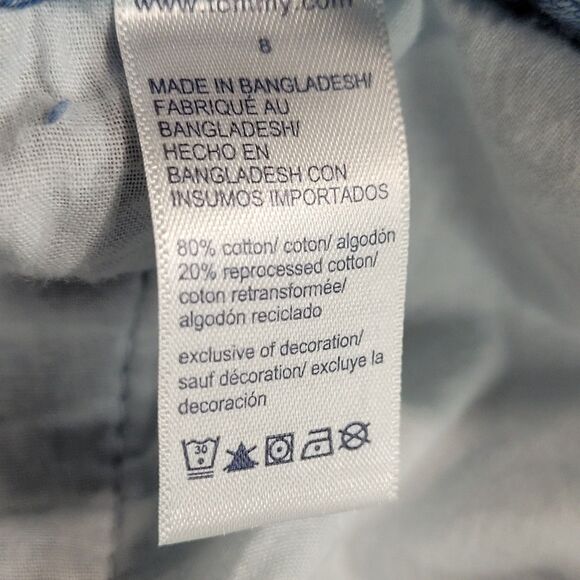 8
MADE IN BANGLADESH/
FABRIQUÉ AU
BANGLADESH/
HECHO EN
BANGLADESH CON
INSUMOS IMPORTADOS
80% cotton/ coton/ algodón
20% reprocessed cotton/
coton retransformée/
algodón reciclado
exclusive of decoration/
sauf décoration/ excluye la
decoración
30